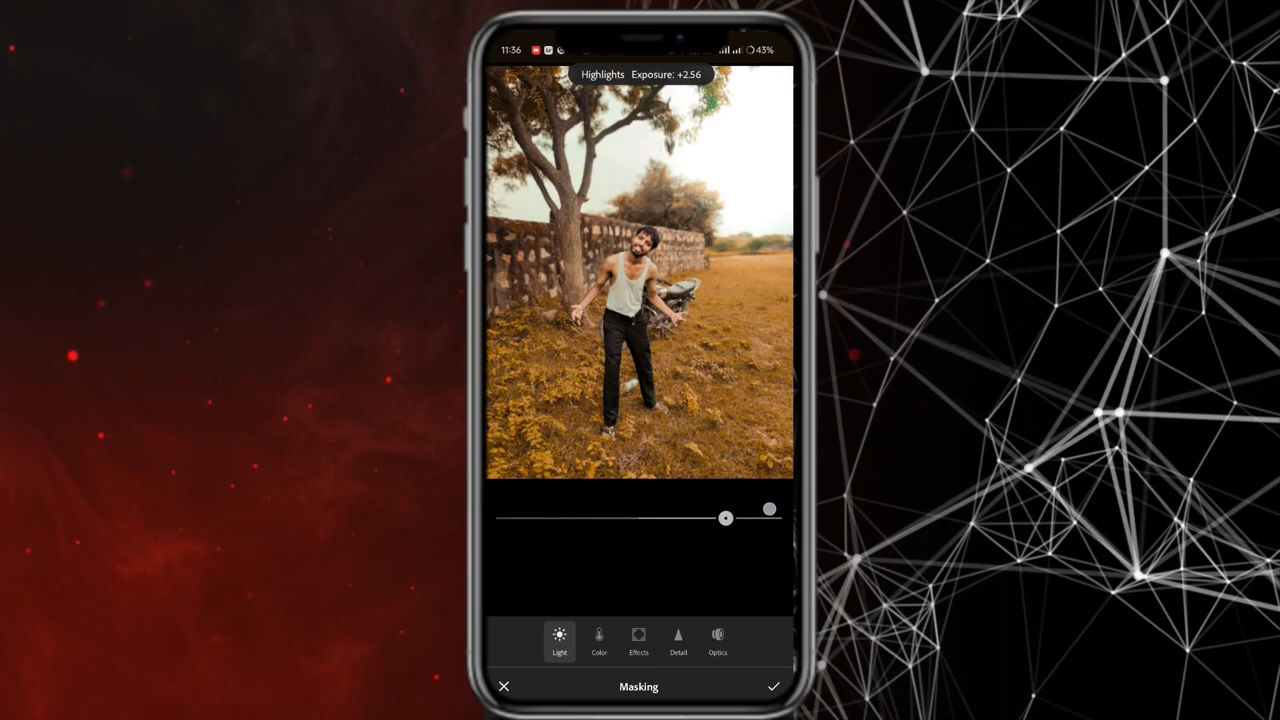 11:36
43%
Highlights Exposure: +2.56
Light Color Effects Detail Optics
Masking